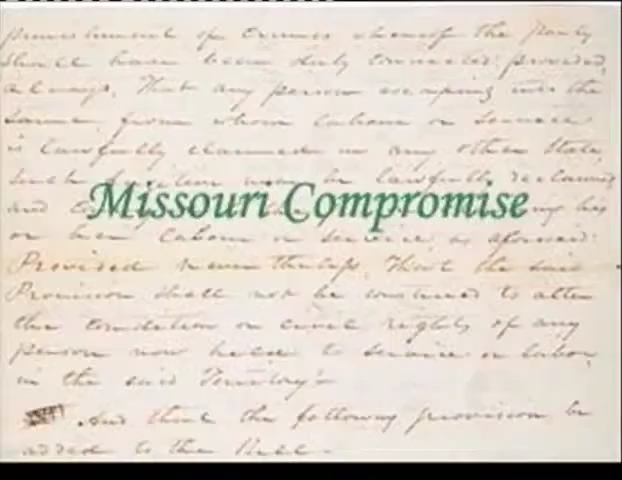 punishment of crimes whereof the Party
shall have been duly convicted: provided
always, That any person escaping into the
same, from whom labour or service
is lawfully claimed in any other State,
such fugitive may be lawfully reclaimed
Missouri Compromise
and his
or her labour or service, as aforesaid:
Provided nevertheless, That the said
Provision shall not be construed to alter
the condition or civil rights of any
person now held to service or labour
in the said Territory
And that the following provision be
added to the Bill